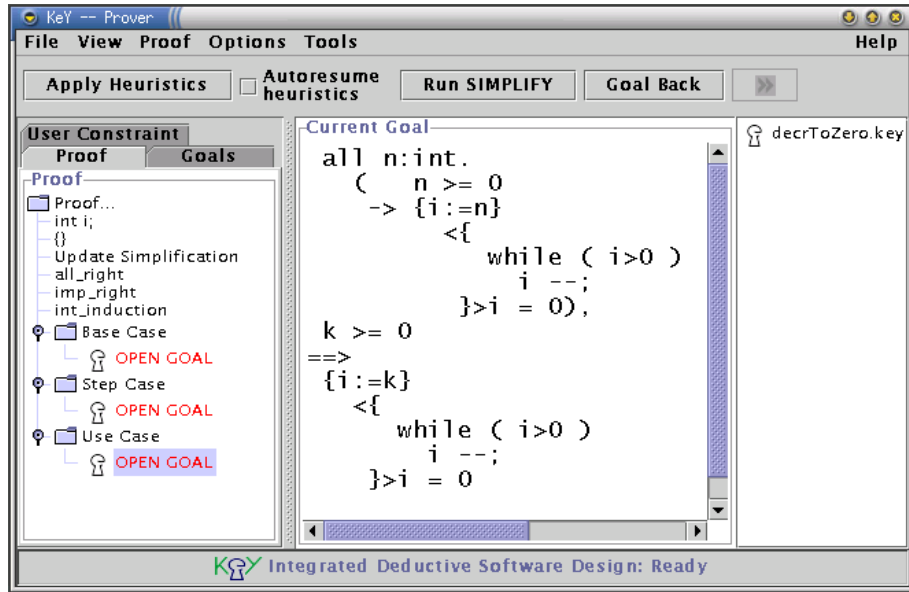 KeY -- Prover
File View Proof Options Tools Help
Apply Heuristics
Autoresume
heuristics
Run SIMPLIFY
Goal Back
User Constraint
Proof Goals
Proof
Proof...
int i;
{}
Update Simplification
all_right
imp_right
int_induction
Base Case
OPEN GOAL
Step Case
OPEN GOAL
Use Case
OPEN GOAL
Current Goal
all n:int.
( n >= 0
-> {i:=n}
<{
while ( i>0 )
i --;
}>i = 0),
k >= 0
==>
{i:=k}
<{
while ( i>0 )
i --;
}>i = 0
decrToZero.key
KeY Integrated Deductive Software Design: Ready